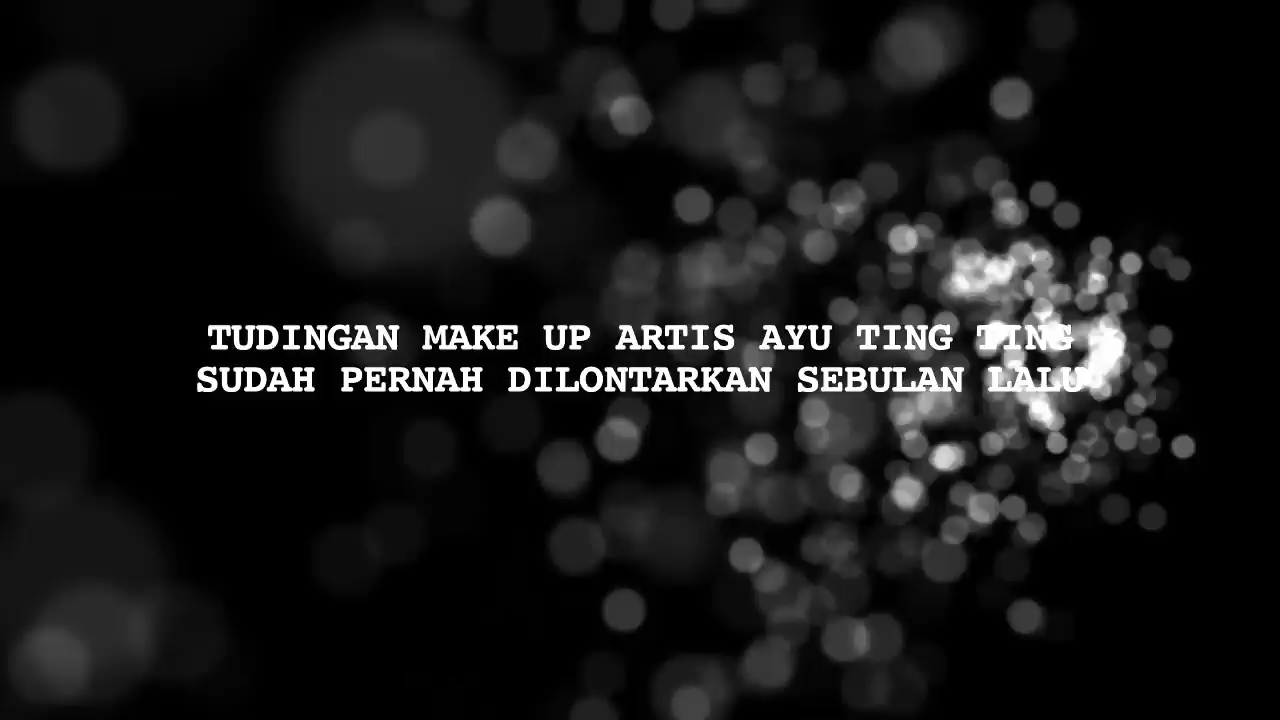 TUDINGAN MAKE UP ARTIS AYU TING TING
SUDAH PERNAH DILONTARKAN SEBULAN LALU